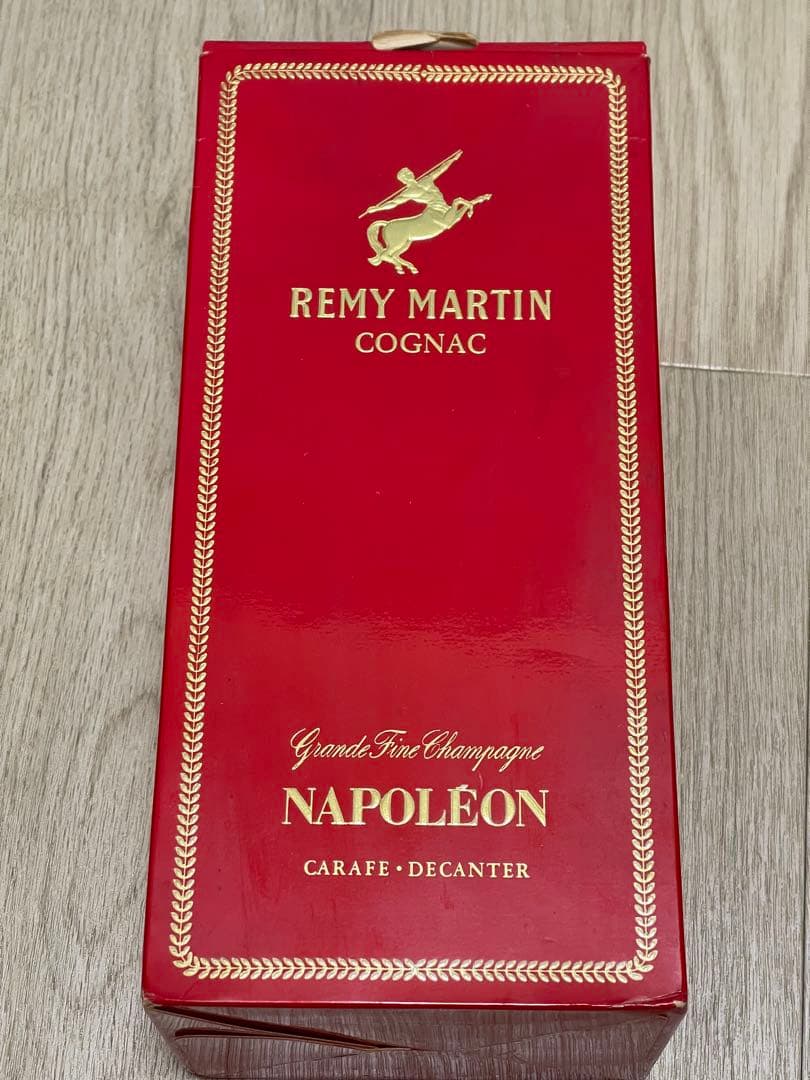 REMY MARTIN
COGNAC
Grande Fine Champagne
NAPOLÉON
CARAFE • DECANTER